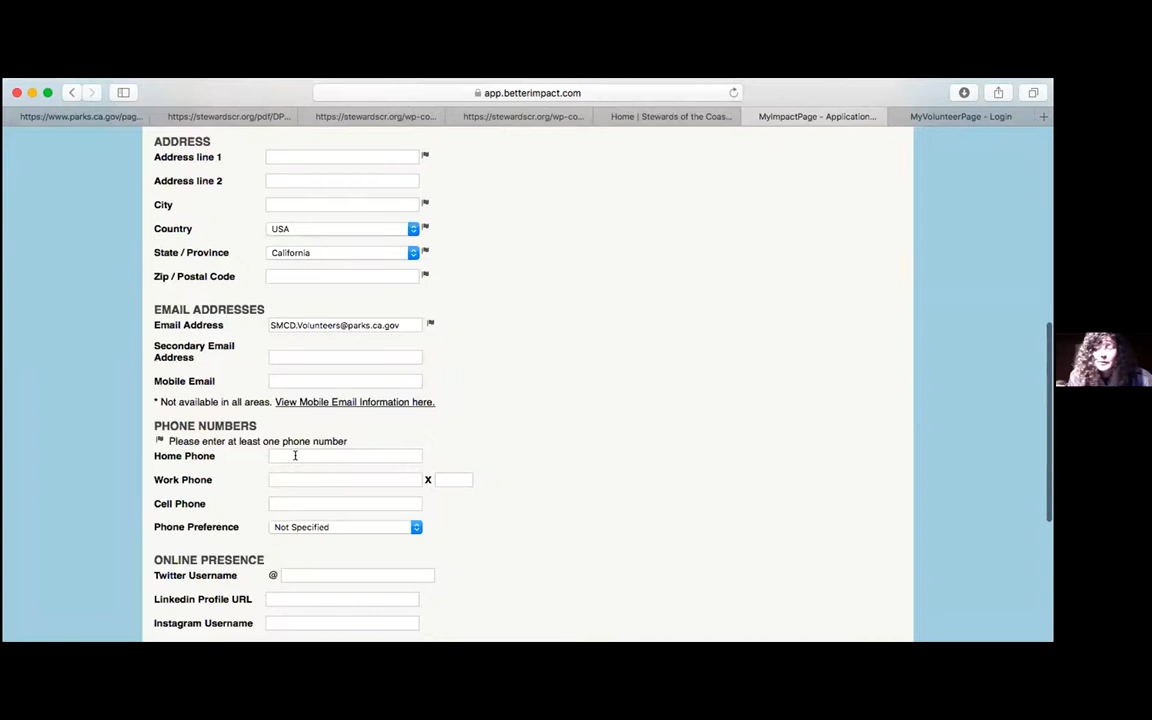 app.betterimpact.com
https://www.parks.ca.gov/pag... https://stewardscr.org/pdf/DP... https://stewardscr.org/wp-co... https://stewardscr.org/wp-co... Home | Stewards of the Coas... MyImpactPage - Application... MyVolunteerPage - Login +
ADDRESS
Address line 1
Address line 2
City
Country USA
State / Province California
Zip / Postal Code
EMAIL ADDRESSES
Email Address SMCD.Volunteers@parks.ca.gov
Secondary Email
Address
Mobile Email
* Not available in all areas. View Mobile Email Information here.
PHONE NUMBERS
Please enter at least one phone number
Home Phone
Work Phone X
Cell Phone
Phone Preference Not Specified
ONLINE PRESENCE
Twitter Username @
Linkedin Profile URL
Instagram Username